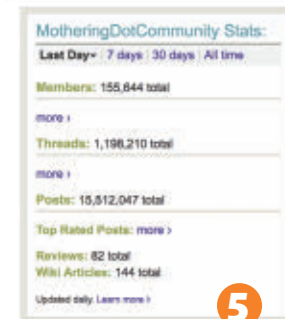 MotheringDotCommunity Stats:
Last Day 7 days 30 days All time
Members: 155,644 total
more ›
Threads: 1,198,210 total
more ›
Posts: 15,512,047 total
Top Rated Posts: more ›
Reviews: 82 total
Wiki Articles: 144 total
Updated daily. Learn more ›
5